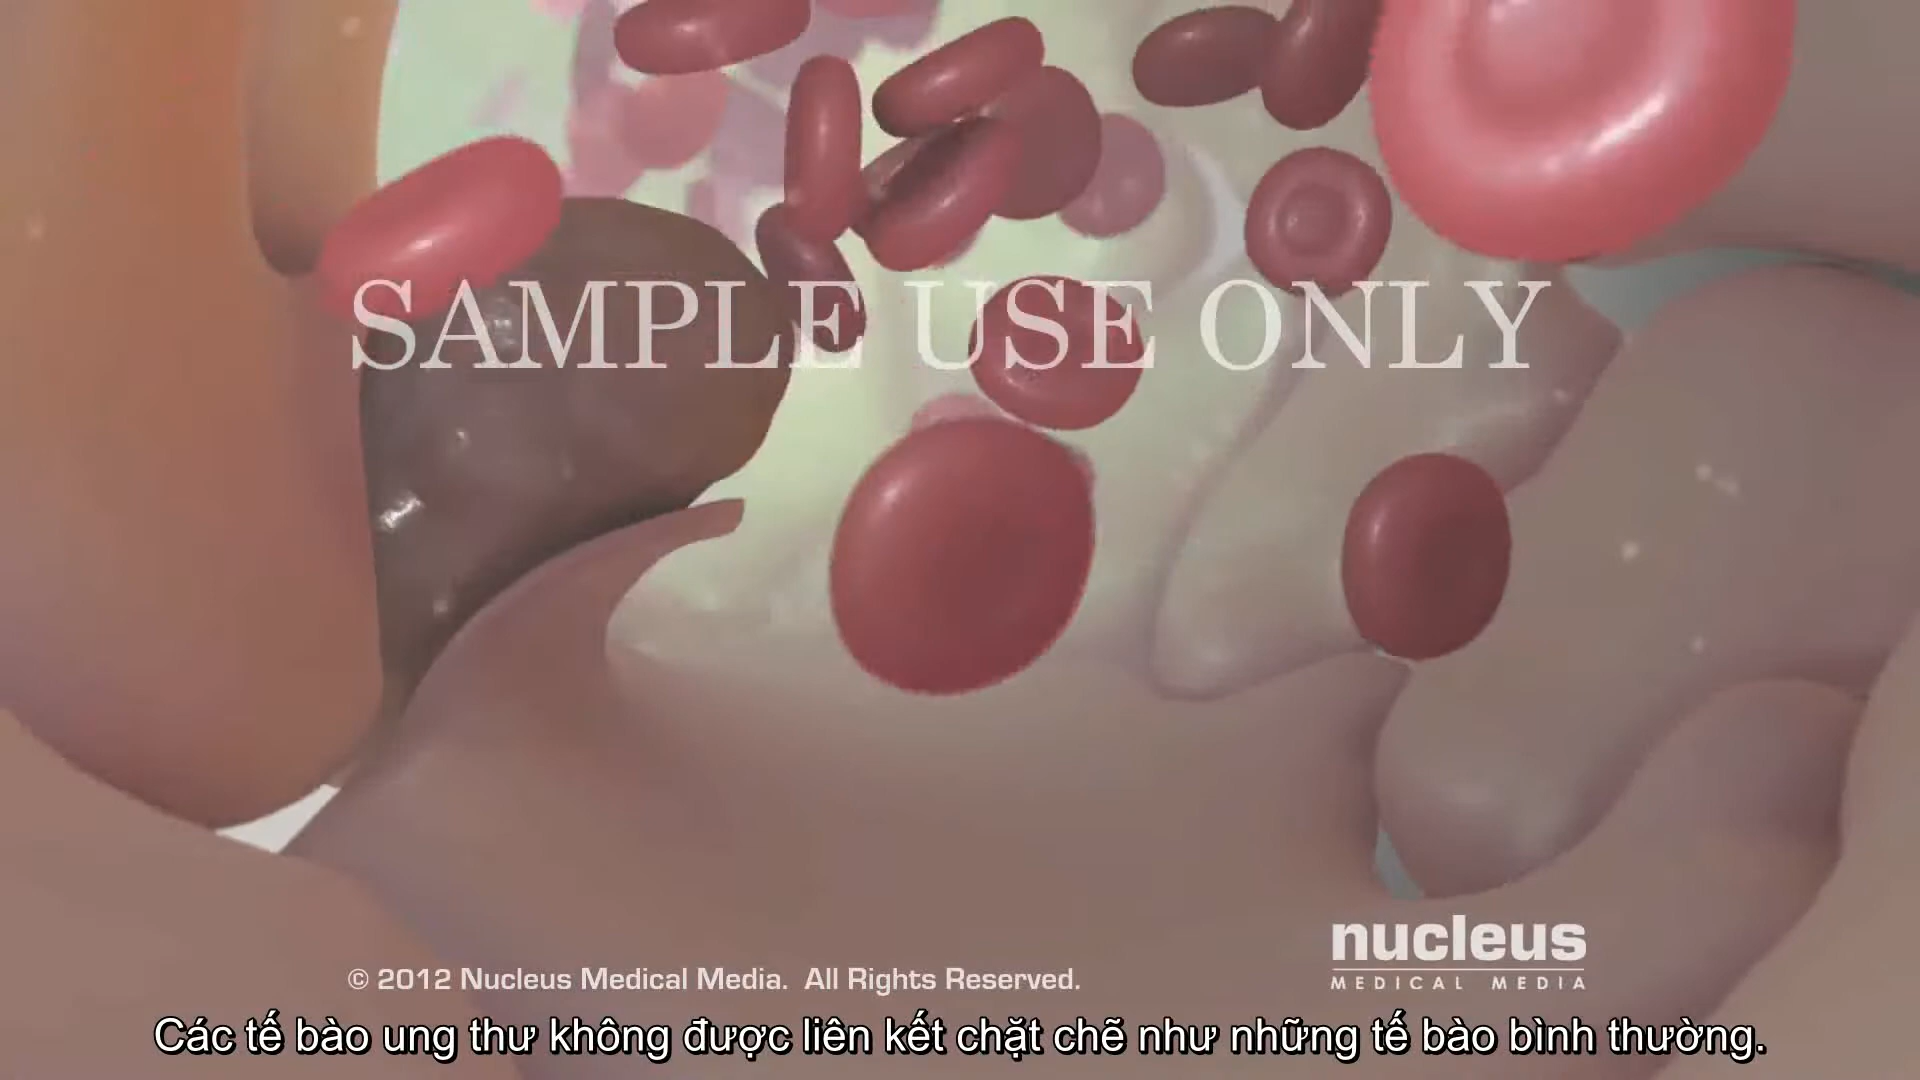 SAMPLE USE ONLY
nucleus
MEDICAL MEDIA
© 2012 Nucleus Medical Media. All Rights Reserved.
Các tế bào ung thư không được liên kết chặt chẽ như những tế bào bình thường.